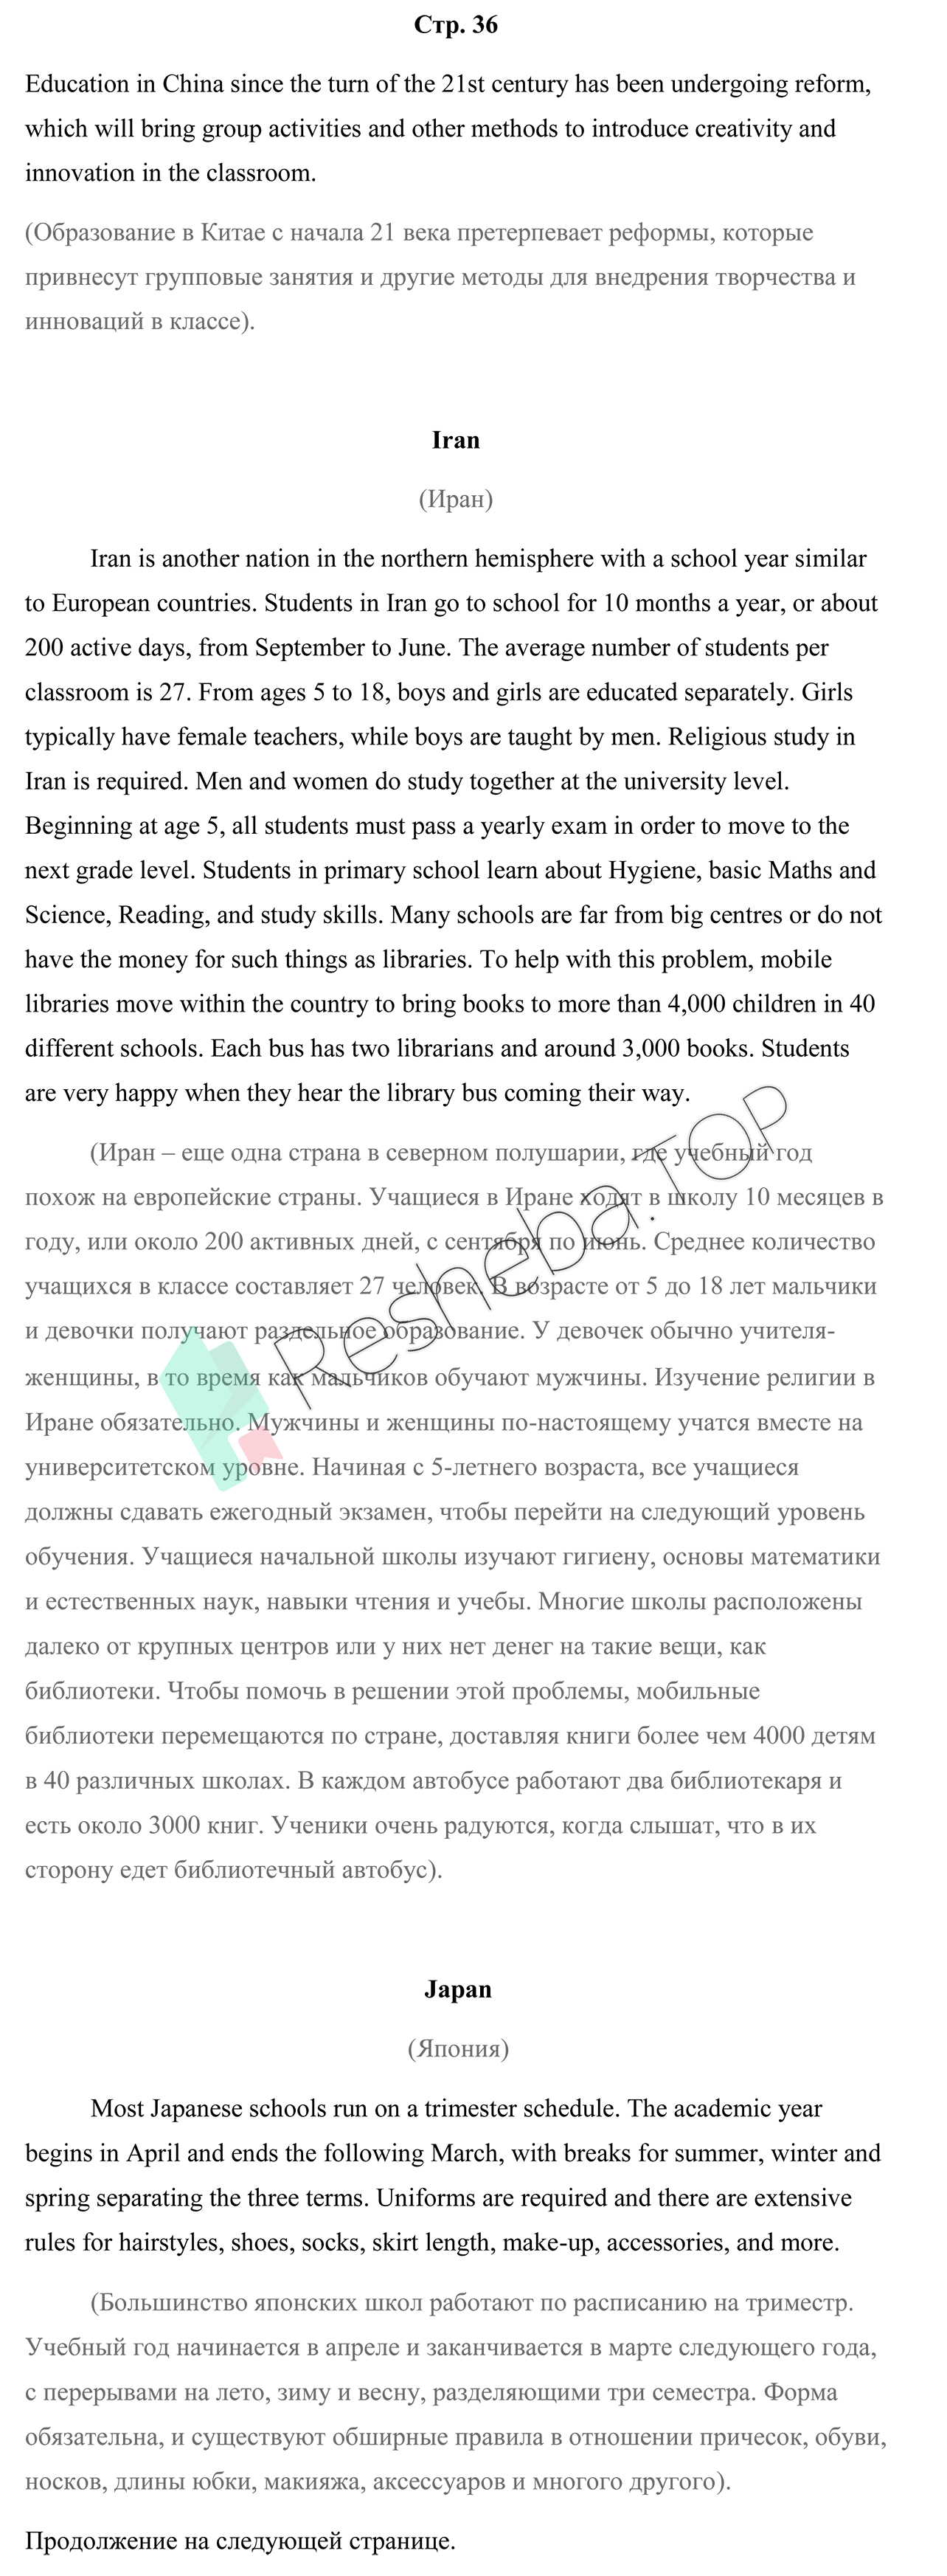 Стр. 36
Education in China since the turn of the 21st century has been undergoing reform,
which will bring group activities and other methods to introduce creativity and
innovation in the classroom.
(Образование в Китае с начала 21 века претерпевает реформы, которые
привнесут групповые занятия и другие методы для внедрения творчества и
инноваций в классе).
Iran
(Иран)
Iran is another nation in the northern hemisphere with a school year similar
to European countries. Students in Iran go to school for 10 months a year, or about
200 active days, from September to June. The average number of students per
classroom is 27. From ages 5 to 18, boys and girls are educated separately. Girls
typically have female teachers, while boys are taught by men. Religious study in
Iran is required. Men and women do study together at the university level.
Beginning at age 5, all students must pass a yearly exam in order to move to the
next grade level. Students in primary school learn about Hygiene, basic Maths and
Science, Reading, and study skills. Many schools are far from big centres or do not
have the money for such things as libraries. To help with this problem, mobile
libraries move within the country to bring books to more than 4,000 children in 40
different schools. Each bus has two librarians and around 3,000 books. Students
are very happy when they hear the library bus coming their way.
(Иран – еще одна страна в северном полушарии, где учебный год
похож на европейские страны. Учащиеся в Иране ходят в школу 10 месяцев в
году, или около 200 активных дней, с сентября по июнь. Среднее количество
учащихся в классе составляет 27 человек. В возрасте от 5 до 18 лет мальчики
и девочки получают раздельное образование. У девочек обычно учителя-
женщины, в то время как мальчиков обучают мужчины. Изучение религии в
Иране обязательно. Мужчины и женщины по-настоящему учатся вместе на
университетском уровне. Начиная с 5-летнего возраста, все учащиеся
должны сдавать ежегодный экзамен, чтобы перейти на следующий уровень
обучения. Учащиеся начальной школы изучают гигиену, основы математики
и естественных наук, навыки чтения и учебы. Многие школы расположены
далеко от крупных центров или у них нет денег на такие вещи, как
библиотеки. Чтобы помочь в решении этой проблемы, мобильные
библиотеки перемещаются по стране, доставляя книги более чем 4000 детям
в 40 различных школах. В каждом автобусе работают два библиотекаря и
есть около 3000 книг. Ученики очень радуются, когда слышат, что в их
сторону едет библиотечный автобус).
Resheba.TOP
Japan
(Япония)
Most Japanese schools run on a trimester schedule. The academic year
begins in April and ends the following March, with breaks for summer, winter and
spring separating the three terms. Uniforms are required and there are extensive
rules for hairstyles, shoes, socks, skirt length, make-up, accessories, and more.
(Большинство японских школ работают по расписанию на триместр.
Учебный год начинается в апреле и заканчивается в марте следующего года,
с перерывами на лето, зиму и весну, разделяющими три семестра. Форма
обязательна, и существуют обширные правила в отношении причесок, обуви,
носков, длины юбки, макияжа, аксессуаров и многого другого).
Продолжение на следующей странице.